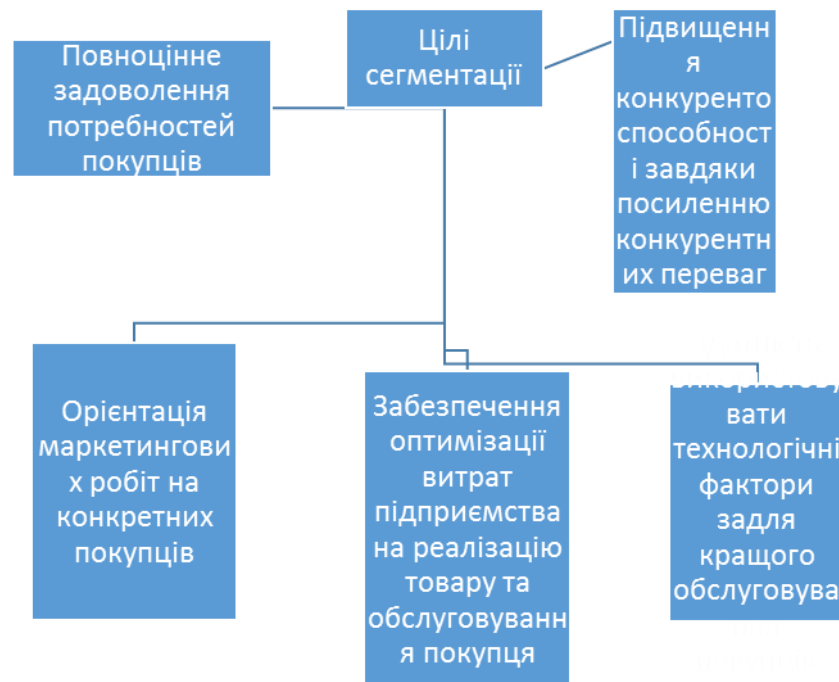 Цілі
сегментації
Повноцінне
задоволення
потребностей
покупців
Підвищенн
я
конкуренто
способност
і завдяки
посиленню
конкурентн
их переваг
Орієнтація
маркетингови
х робіт на
конкретних
покупців
Забезпечення
оптимізації
витрат
підприємства
на реалізацію
товару та
обслуговуванн
я покупця
використову
вати
технологічні
фактори
задля
кращого
обслуговува